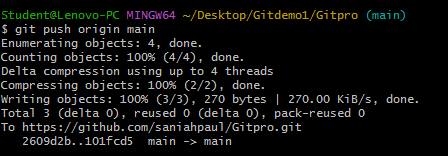 Student@Lenovo-PC MINGW64 ~/Desktop/Gitdemo1/Gitpro (main)
$ git push origin main
Enumerating objects: 4, done.
Counting objects: 100% (4/4), done.
Delta compression using up to 4 threads
Compressing objects: 100% (2/2), done.
Writing objects: 100% (3/3), 270 bytes | 270.00 KiB/s, done.
Total 3 (delta 0), reused 0 (delta 0), pack-reused 0
To https://github.com/saniahpaul/Gitpro.git
   2609d2b..101fcd5  main -> main